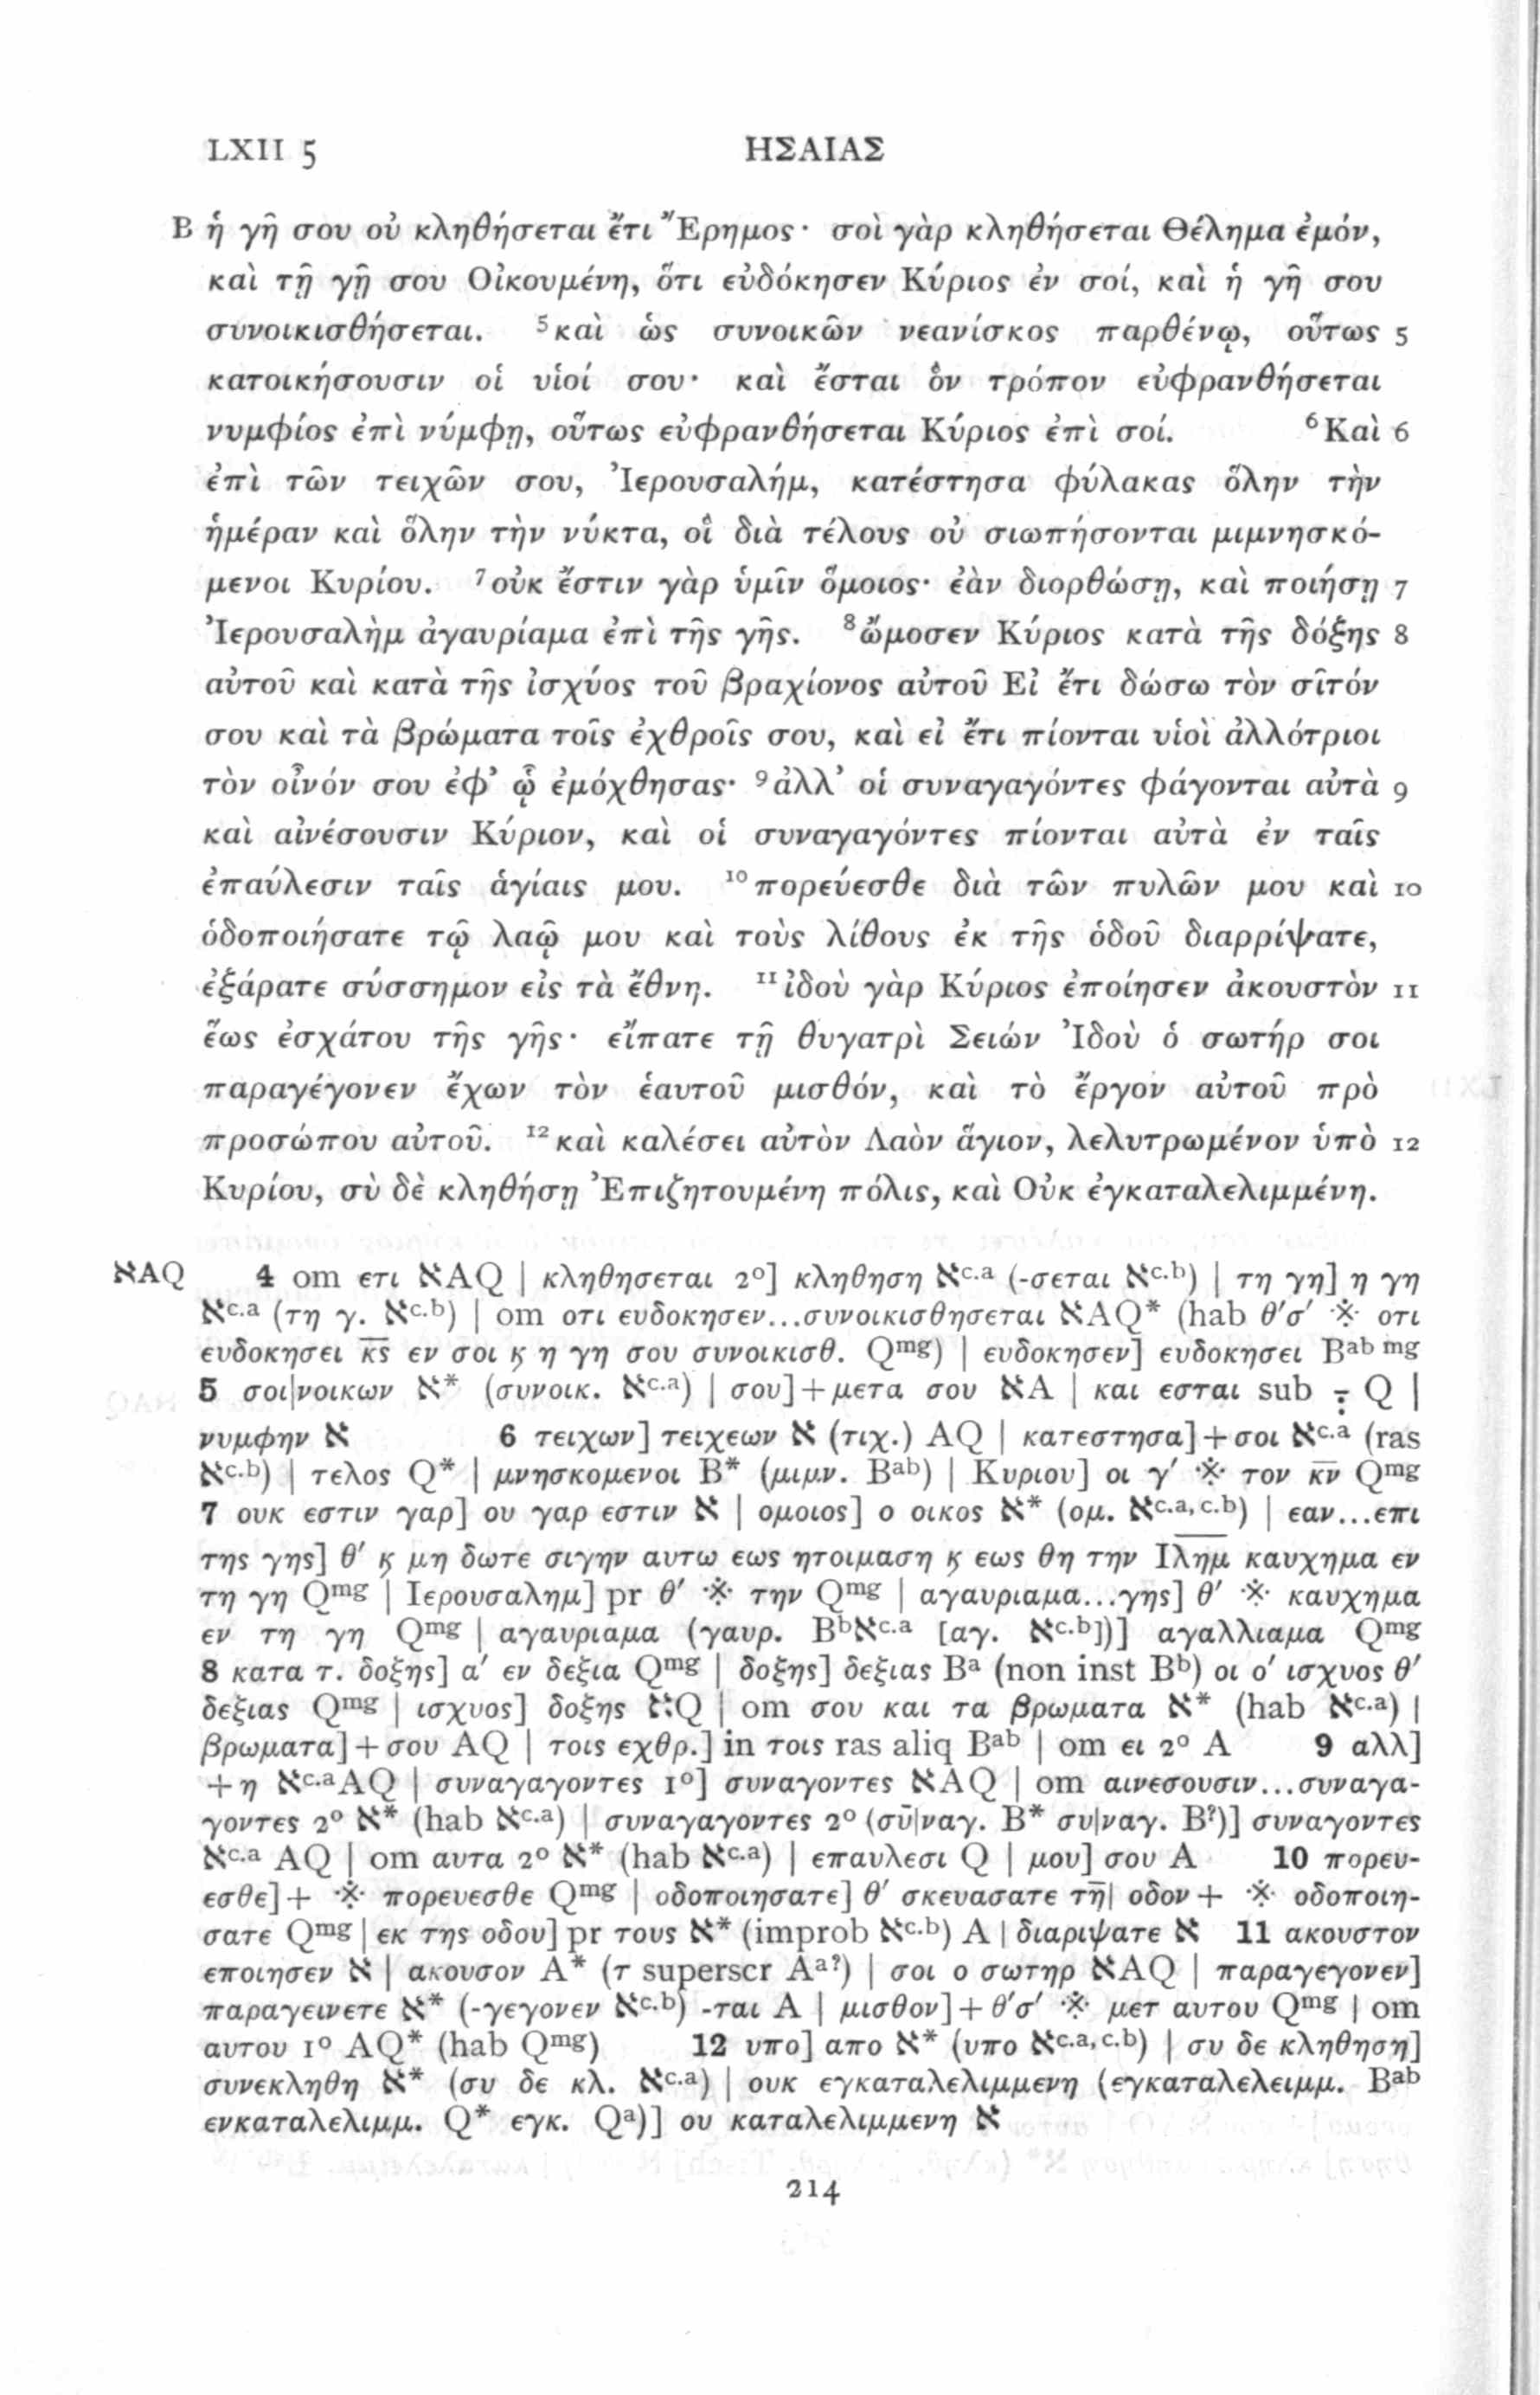 LXII 5 ΗΣΑΙΑΣ
B ἡ γῆ σου οὐ κληθήσεται ἔτι Ἔρημος· σοὶ γὰρ κληθήσεται Θέλημα ἐμόν,
καὶ τῇ γῇ σου Οἰκουμένη, ὅτι εὐδόκησεν Κύριος ἐν σοί, καὶ ἡ γῆ σου
συνοικισθήσεται. ⁵καὶ ὡς συνοικῶν νεανίσκος παρθένῳ, οὕτως 5
κατοικήσουσιν οἱ υἱοί σου· καὶ ἔσται ὃν τρόπον εὐφρανθήσεται
νυμφίος ἐπὶ νύμφῃ, οὕτως εὐφρανθήσεται Κύριος ἐπὶ σοί. ⁶Καὶ 6
ἐπὶ τῶν τειχῶν σου, Ἰερουσαλήμ, κατέστησα φύλακας ὅλην τὴν
ἡμέραν καὶ ὅλην τὴν νύκτα, οἳ διὰ τέλους οὐ σιωπήσονται μιμνησκό-
μενοι Κυρίου. ⁷οὐκ ἔστιν γὰρ ὑμῖν ὅμοιος· ἐὰν διορθώσῃ, καὶ ποιήσῃ 7
Ἰερουσαλὴμ ἀγαυρίαμα ἐπὶ τῆς γῆς. ⁸ὤμοσεν Κύριος κατὰ τῆς δόξης 8
αὐτοῦ καὶ κατὰ τῆς ἰσχύος τοῦ βραχίονος αὐτοῦ Εἰ ἔτι δώσω τὸν σῖτόν
σου καὶ τὰ βρώματα τοῖς ἐχθροῖς σου, καὶ εἰ ἔτι πίονται υἱοὶ ἀλλότριοι
τὸν οἶνόν σου ἐφ’ ᾧ ἐμόχθησας· ⁹ἀλλ’ οἱ συναγαγόντες φάγονται αὐτὰ 9
καὶ αἰνέσουσιν Κύριον, καὶ οἱ συναγαγόντες πίονται αὐτὰ ἐν ταῖς
ἐπαύλεσιν ταῖς ἁγίαις μου. ¹⁰πορεύεσθε διὰ τῶν πυλῶν μου καὶ 10
ὁδοποιήσατε τῷ λαῷ μου καὶ τοὺς λίθους ἐκ τῆς ὁδοῦ διαρρίψατε,
ἐξάρατε σύσσημον εἰς τὰ ἔθνη. ¹¹ἰδοὺ γὰρ Κύριος ἐποίησεν ἀκουστὸν 11
ἕως ἐσχάτου τῆς γῆς· εἴπατε τῇ θυγατρὶ Σειών Ἰδοὺ ὁ σωτήρ σοι
παραγέγονεν ἔχων τὸν ἑαυτοῦ μισθόν, καὶ τὸ ἔργον αὐτοῦ πρὸ
προσώπου αὐτοῦ. ¹²καὶ καλέσει αὐτὸν Λαὸν ἅγιον, λελυτρωμένον ὑπὸ 12
Κυρίου, σὺ δὲ κληθήσῃ Ἐπιζητουμένη πόλις, καὶ Οὐκ ἐγκαταλελιμμένη.
אAQ 4 om ετι אAQ | κληθησεται 2⁰] κληθηση א^c.a (-σεται א^c.b) | τη γη] η γη
א^c.a (τη γ. א^c.b) | om οτι ευδοκησεν...συνοικισθησεται אAQ* (hab θ′σ′ ※ οτι
ευδοκησει κ̅ς̅ εν σοι ϗ η γη σου συνοικισθ. Q^mg) | ευδοκησεν] ευδοκησει B^ab mg
5 σοι|νοικων א* (συνοικ. א^c.a) | σου]+μετα σου אA | και εσται sub ÷ Q |
νυμφην א 6 τειχων] τειχεων א (τιχ.) AQ | κατεστησα]+σοι א^c.a (ras
א^c.b) | τελος Q* | μνησκομενοι B* (μιμν. B^ab) | Κυριου] οι γ′ ※ τον κ̅ν̅ Q^mg
7 ουκ εστιν γαρ] ου γαρ εστιν א | ομοιος] ο οικος א* (ομ. א^c.a, c.b) | εαν...επι
της γης] θ′ ϗ μη δωτε σιγην αυτω εως ητοιμαση ϗ εως θη την Ι̅λ̅η̅μ̅ καυχημα εν
τη γη Q^mg | Ιερουσαλημ] pr θ′ ※ την Q^mg | αγαυριαμα...γης] θ′ ※ καυχημα
εν τη γη Q^mg | αγαυριαμα (γαυρ. B^bא^c.a [αγ. א^c.b])] αγαλλιαμα Q^mg
8 κατα τ. δοξης] α′ εν δεξια Q^mg | δοξης] δεξιας B^a (non inst B^b) οι ο′ ισχυος θ′
δεξιας Q^mg | ισχυος] δοξης אQ | om σου και τα βρωματα א* (hab א^c.a) |
βρωματα]+σου AQ | τοις εχθρ.] in τοις ras aliq B^ab | om ει 2⁰ A 9 αλλ]
+η א^c.aAQ | συναγαγοντες 1⁰] συναγοντες אAQ | om αινεσουσιν...συναγα-
γοντες 2⁰ א* (hab א^c.a) | συναγαγοντες 2⁰ (σῡ|ναγ. B* συ|ναγ. B^?)] συναγοντες
א^c.a AQ | om αυτα 2⁰ א* (hab א^c.a) | επαυλεσι Q | μου] σου A 10 πορευ-
εσθε]+ ※ πορευεσθε Q^mg | οδοποιησατε] θ′ σκευασατε τη̅| οδον+ ※ οδοποιη-
σατε Q^mg | εκ της οδου] pr τους א* (improb א^c.b) A | διαριψατε א 11 ακουστον
εποιησεν א | ακουσον A* (τ superscr A^a?) | σοι ο σωτηρ אAQ | παραγεγονεν]
παραγεινετε א* (-γεγονεν א^c.b) -ται A | μισθον]+θ′σ′ ※ μετ αυτου Q^mg | om
αυτου 1⁰ AQ* (hab Q^mg) 12 υπο] απο א* (υπο א^c.a, c.b) | συ δε κληθηση]
συνεκληθη א* (συ δε κλ. א^c.a) | ουκ εγκαταλελιμμενη (εγκαταλελειμμ. B^ab
ενκαταλελιμμ. Q* εγκ. Q^a)] ου καταλελιμμενη א
214